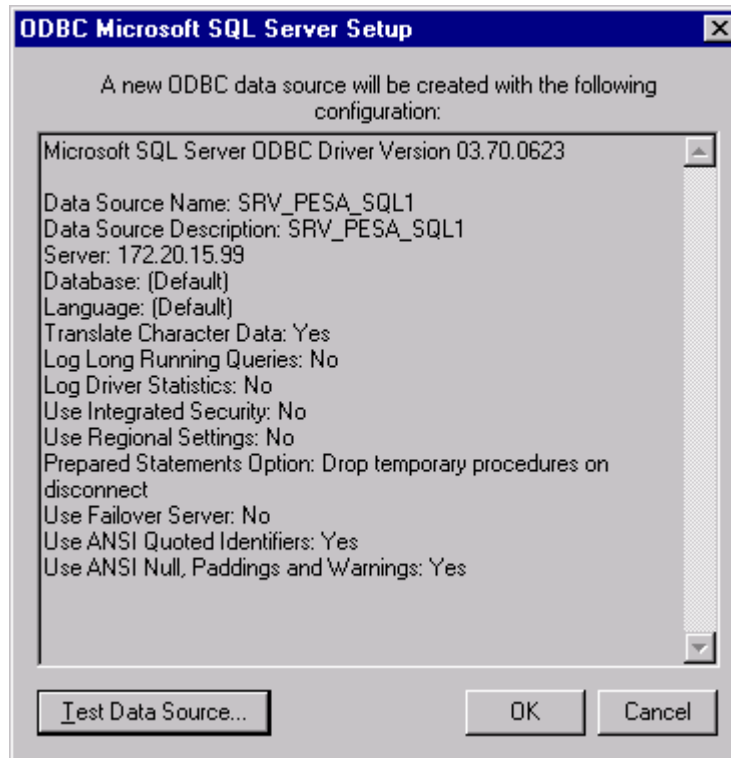 ODBC Microsoft SQL Server Setup
A new ODBC data source will be created with the following
configuration:
Microsoft SQL Server ODBC Driver Version 03.70.0623
Data Source Name: SRV_PESA_SQL1
Data Source Description: SRV_PESA_SQL1
Server: 172.20.15.99
Database: (Default)
Language: (Default)
Translate Character Data: Yes
Log Long Running Queries: No
Log Driver Statistics: No
Use Integrated Security: No
Use Regional Settings: No
Prepared Statements Option: Drop temporary procedures on
disconnect
Use Failover Server: No
Use ANSI Quoted Identifiers: Yes
Use ANSI Null, Paddings and Warnings: Yes
Test Data Source...
OK
Cancel